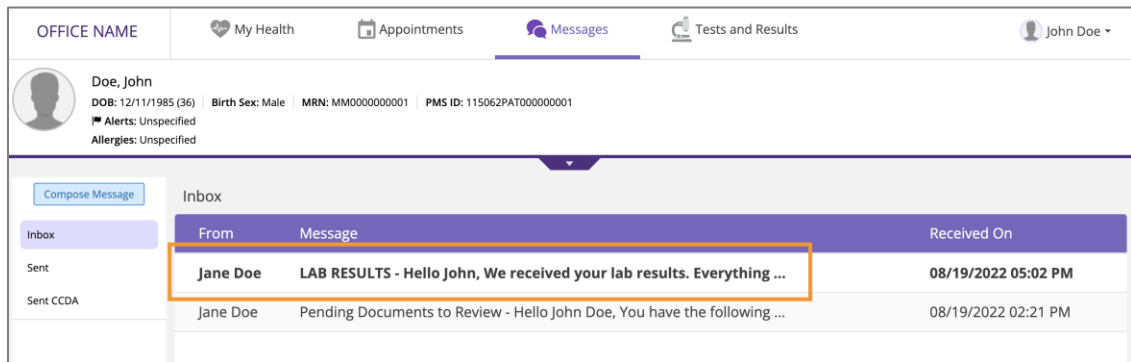 OFFICE NAME My Health Appointments Messages Tests and Results John Doe
Doe, John
DOB: 12/11/1985 (36) Birth Sex: Male MRN: MM0000000001 PMS ID: 115062PAT000000001
Alerts: Unspecified
Allergies: Unspecified
Compose Message
Inbox
Sent
Sent CCDA
Inbox
From Message Received On
Jane Doe LAB RESULTS - Hello John, We received your lab results. Everything ... 08/19/2022 05:02 PM
Jane Doe Pending Documents to Review - Hello John Doe, You have the following ... 08/19/2022 02:21 PM